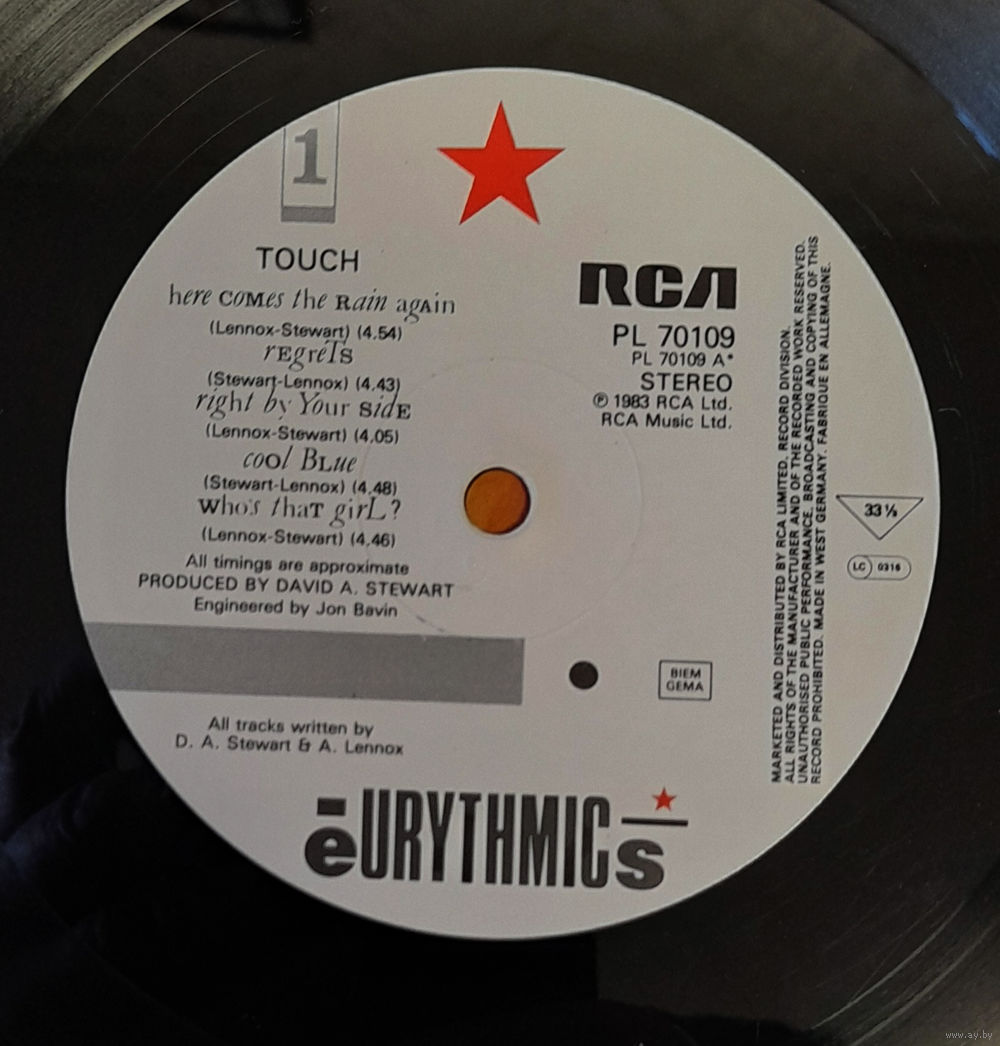 1
TOUCH
here COMes the Rain agAin
(Lennox-Stewart) (4.54)
rEgreTs
(Stewart-Lennox) (4.43)
right by Your SidE
(Lennox-Stewart) (4.05)
cool BLue
(Stewart-Lennox) (4.48)
Who's thaT girL?
(Lennox-Stewart) (4.46)
All timings are approximate
PRODUCED BY DAVID A. STEWART
Engineered by Jon Bavin
All tracks written by
D. A. Stewart & A. Lennox
RCA
PL 70109
PL 70109 A*
STEREO
℗ 1983 RCA Ltd.
RCA Music Ltd.
BIEM
GEMA
MARKETED AND DISTRIBUTED BY RCA LIMITED. RECORD DIVISION.
ALL RIGHTS OF THE MANUFACTURER AND OF THE RECORDED WORK RESERVED.
UNAUTHORISED PUBLIC PERFORMANCE, BROADCASTING AND COPYING OF THIS
RECORD PROHIBITED. MADE IN WEST GERMANY. FABRIQUE EN ALLEMAGNE.
33⅓
LC 0316
eURYTHMICs
www.ay.by